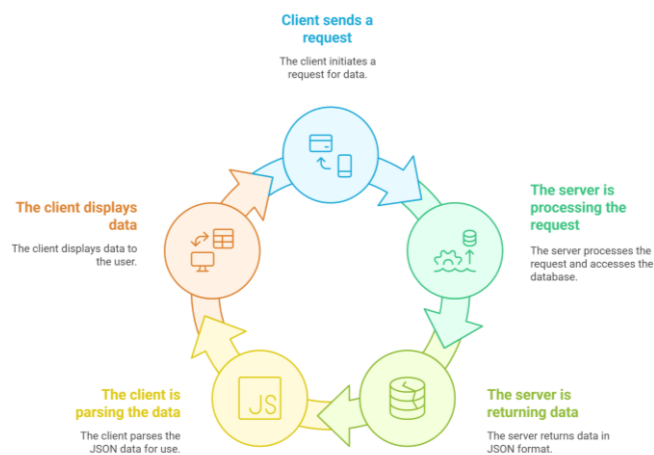 Client sends a
request
The client initiates a
request for data.
The server is
processing the
request
The server processes the
request and accesses the
database.
The server is
returning data
The server returns data in
JSON format.
The client is
parsing the data
The client parses the
JSON data for use.
JS
The client displays
data
The client displays data to
the user.